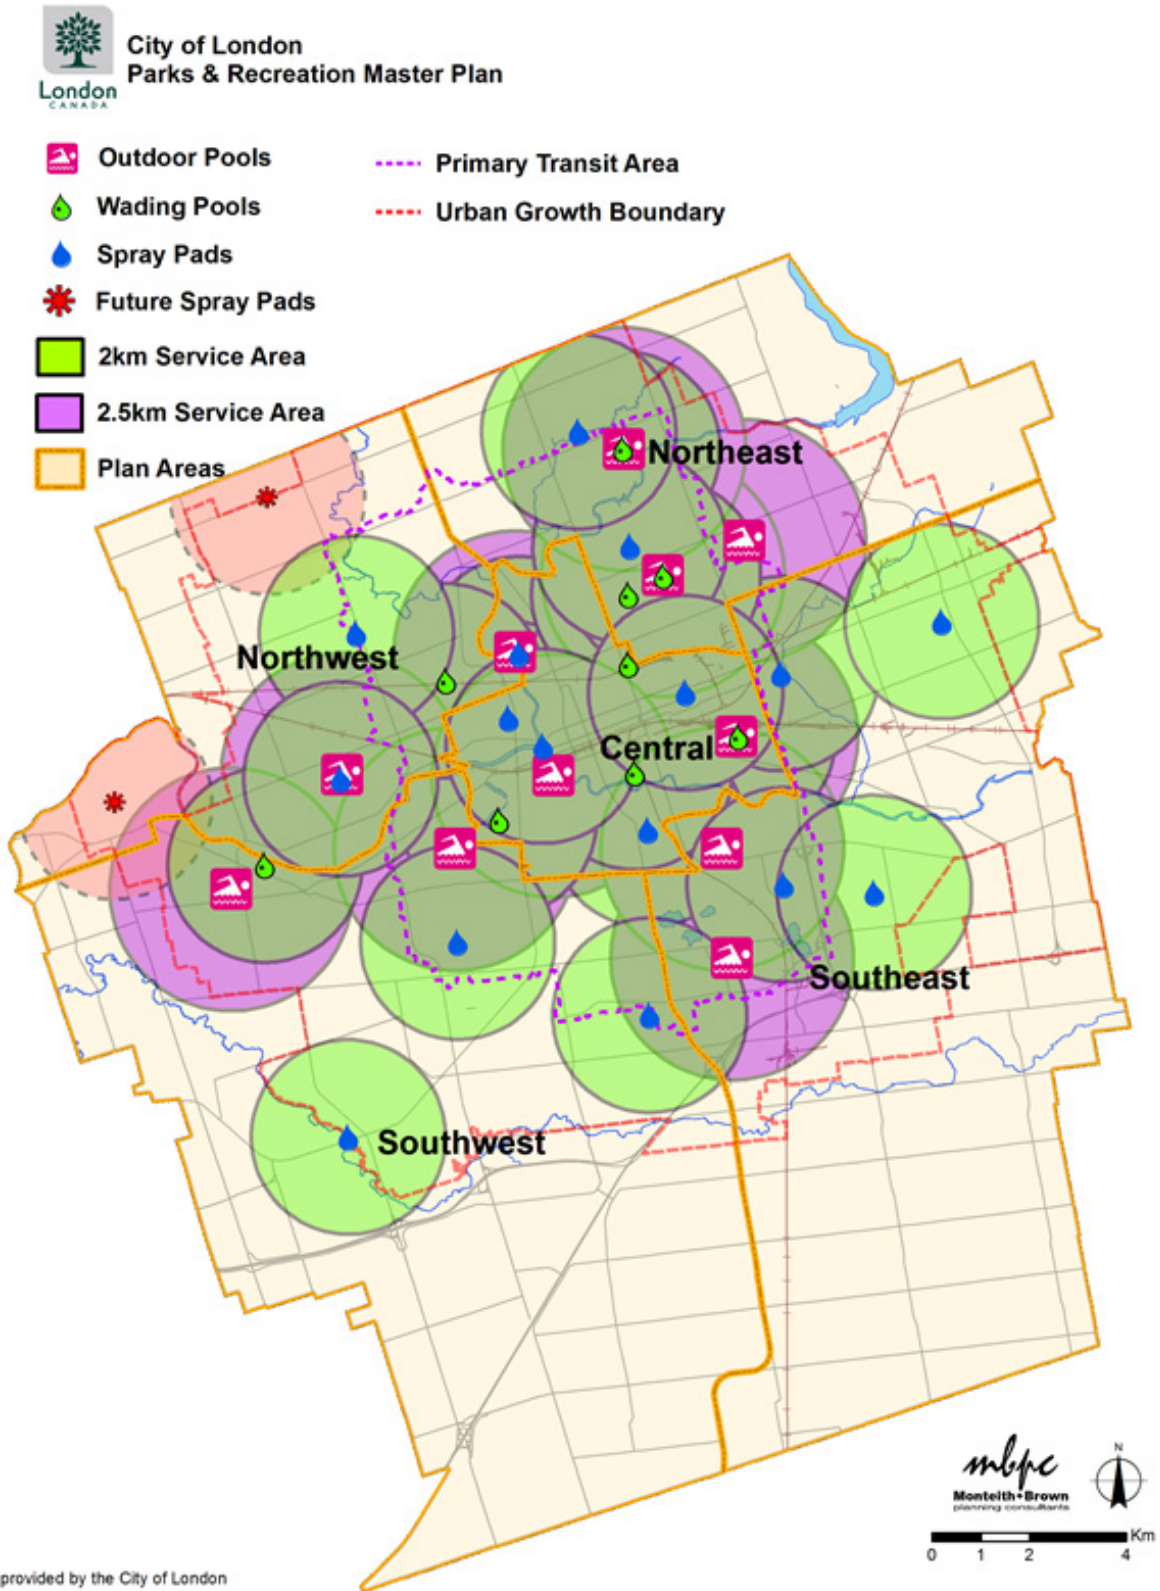 London
CANADA
City of London
Parks & Recreation Master Plan
Outdoor Pools
Wading Pools
Spray Pads
Future Spray Pads
2km Service Area
2.5km Service Area
Plan Areas
Primary Transit Area
Urban Growth Boundary
Northeast
Northwest
Central
Southeast
Southwest
mbpc
Monteith+Brown
planning consultants
N
Km
0 1 2 4
provided by the City of London